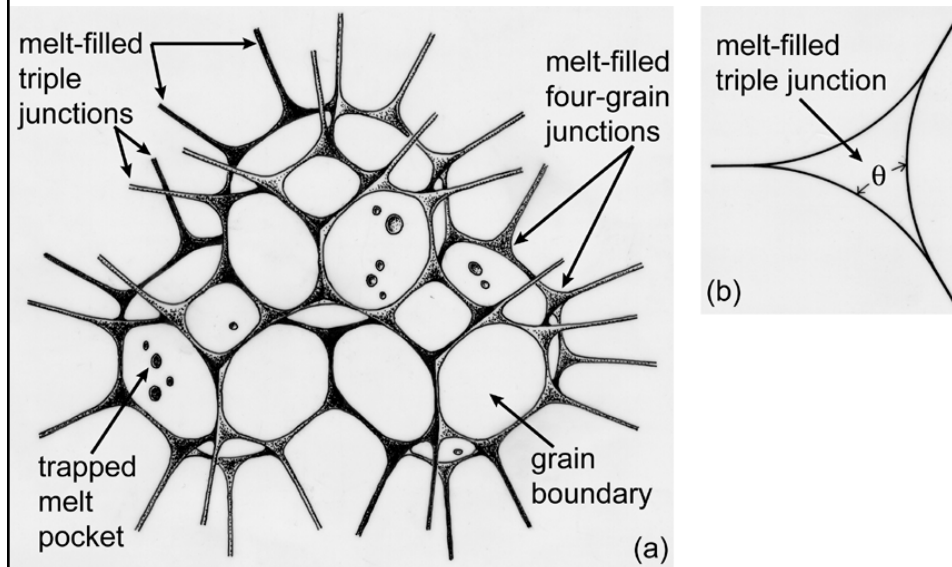 melt-filled
triple
junctions
melt-filled
four-grain
junctions
trapped
melt
pocket
grain
boundary
(a)
melt-filled
triple junction
θ
(b)